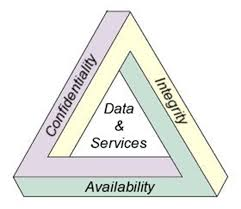 Confidentiality
Integrity
Data
&
Services
Availability